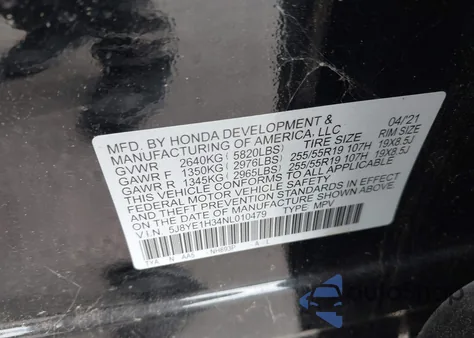 MFD. BY HONDA DEVELOPMENT & 04/21
MANUFACTURING OF AMERICA, LLC TIRE SIZE RIM SIZE
GVWR 2640KG (5820LBS)
GAWR F 1350KG (2976LBS) 255/55R19 107H 19X8.5J
GAWR R 1345KG (2965LBS) 255/55R19 107H 19X8.5J
THIS VEHICLE CONFORMS TO ALL APPLICABLE
FEDERAL MOTOR VEHICLE SAFETY
THEFT PREVENTION STANDARDS IN EFFECT
ON THE DATE OF MANUFACTURE SHOWN ABOVE.
V.I.N. 5J8YE1H34NL010479 TYPE: MPV
TYA N AAS NH893P A